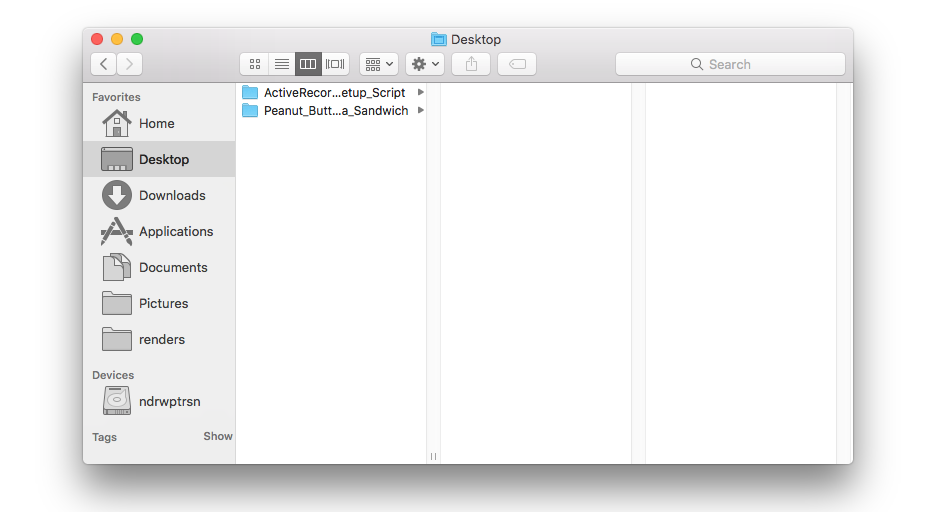 Desktop
Search
Favorites
Home
Desktop
Downloads
Applications
Documents
Pictures
renders
Devices
ndrwptrsn
Tags Show
ActiveRecor...etup_Script
Peanut_Butt...a_Sandwich